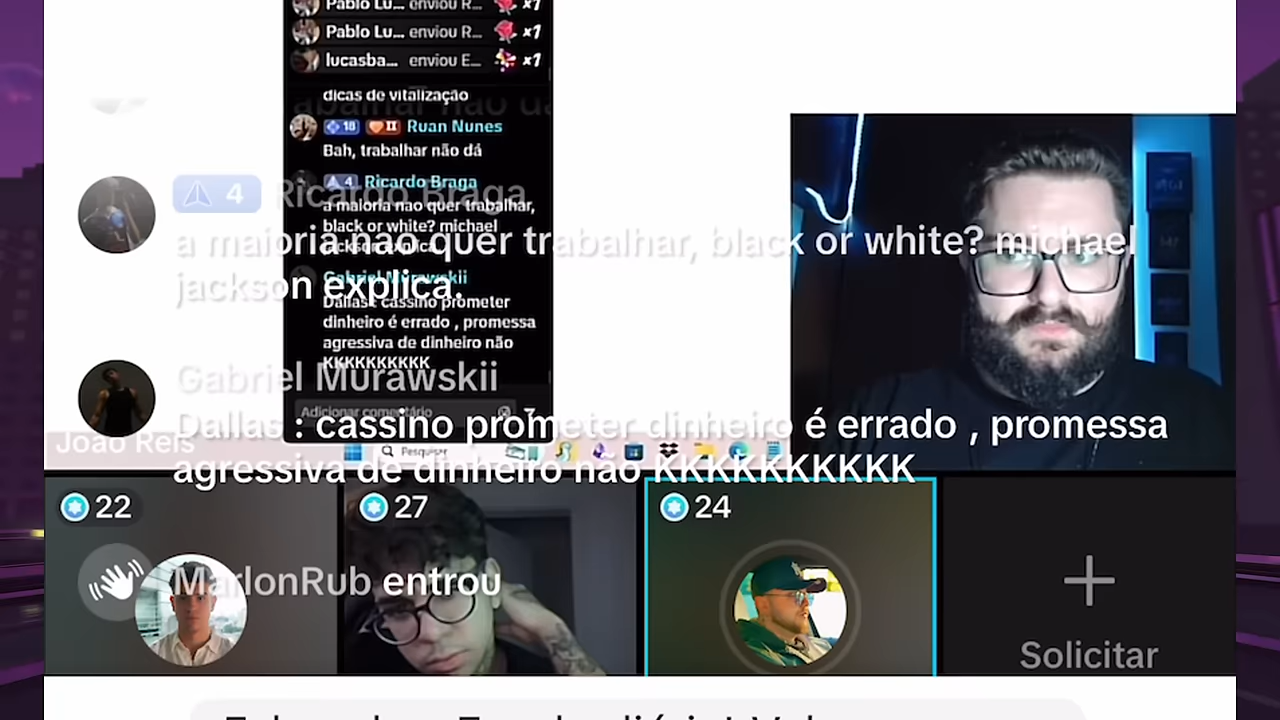 Pablo Lu... enviou R... x1
Pablo Lu... enviou R... x1
lucasba... enviou E... x1
dicas de vitalização
18 II Ruan Nunes
Bah, trabalhar não dá
4 Ricardo Braga
a maioria nao quer trabalhar,
black or white? michael
jackson explica.
Gabriel Murawskii
Dallas : cassino prometer
dinheiro é errado , promessa
agressiva de dinheiro não
KKKKKKKKKK
Adicionar comentário
Pesquisar
4 Ricardo Braga
a maioria nao quer trabalhar, black or white? michael
jackson explica.
Gabriel Murawskii
Dallas : cassino prometer dinheiro é errado , promessa
agressiva de dinheiro não KKKKKKKKKK
João Reis
22
27
24
MarlonRub entrou
Solicitar